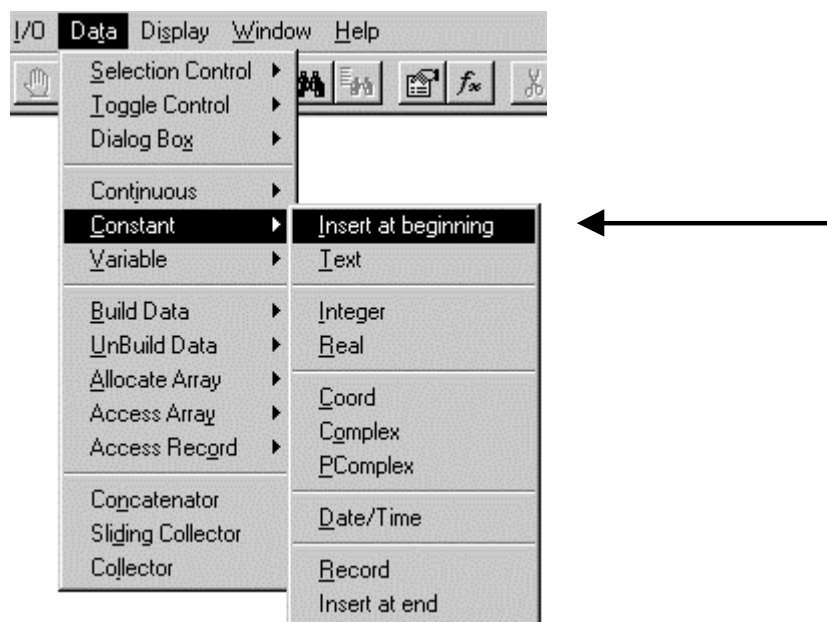 I/O Data Display Window Help
fx
Selection Control
Toggle Control
Dialog Box
Continuous
Constant
Variable
Build Data
UnBuild Data
Allocate Array
Access Array
Access Record
Concatenator
Sliding Collector
Collector
Insert at beginning
Text
Integer
Real
Coord
Complex
PComplex
Date/Time
Record
Insert at end